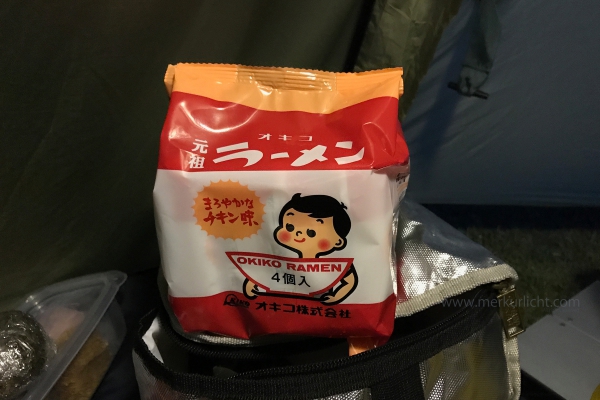 オキコ
元祖
ラーメン
まろやかな
チキン味
OKIKO RAMEN
4個入
オキコ株式会社
www.merkerlicht.com